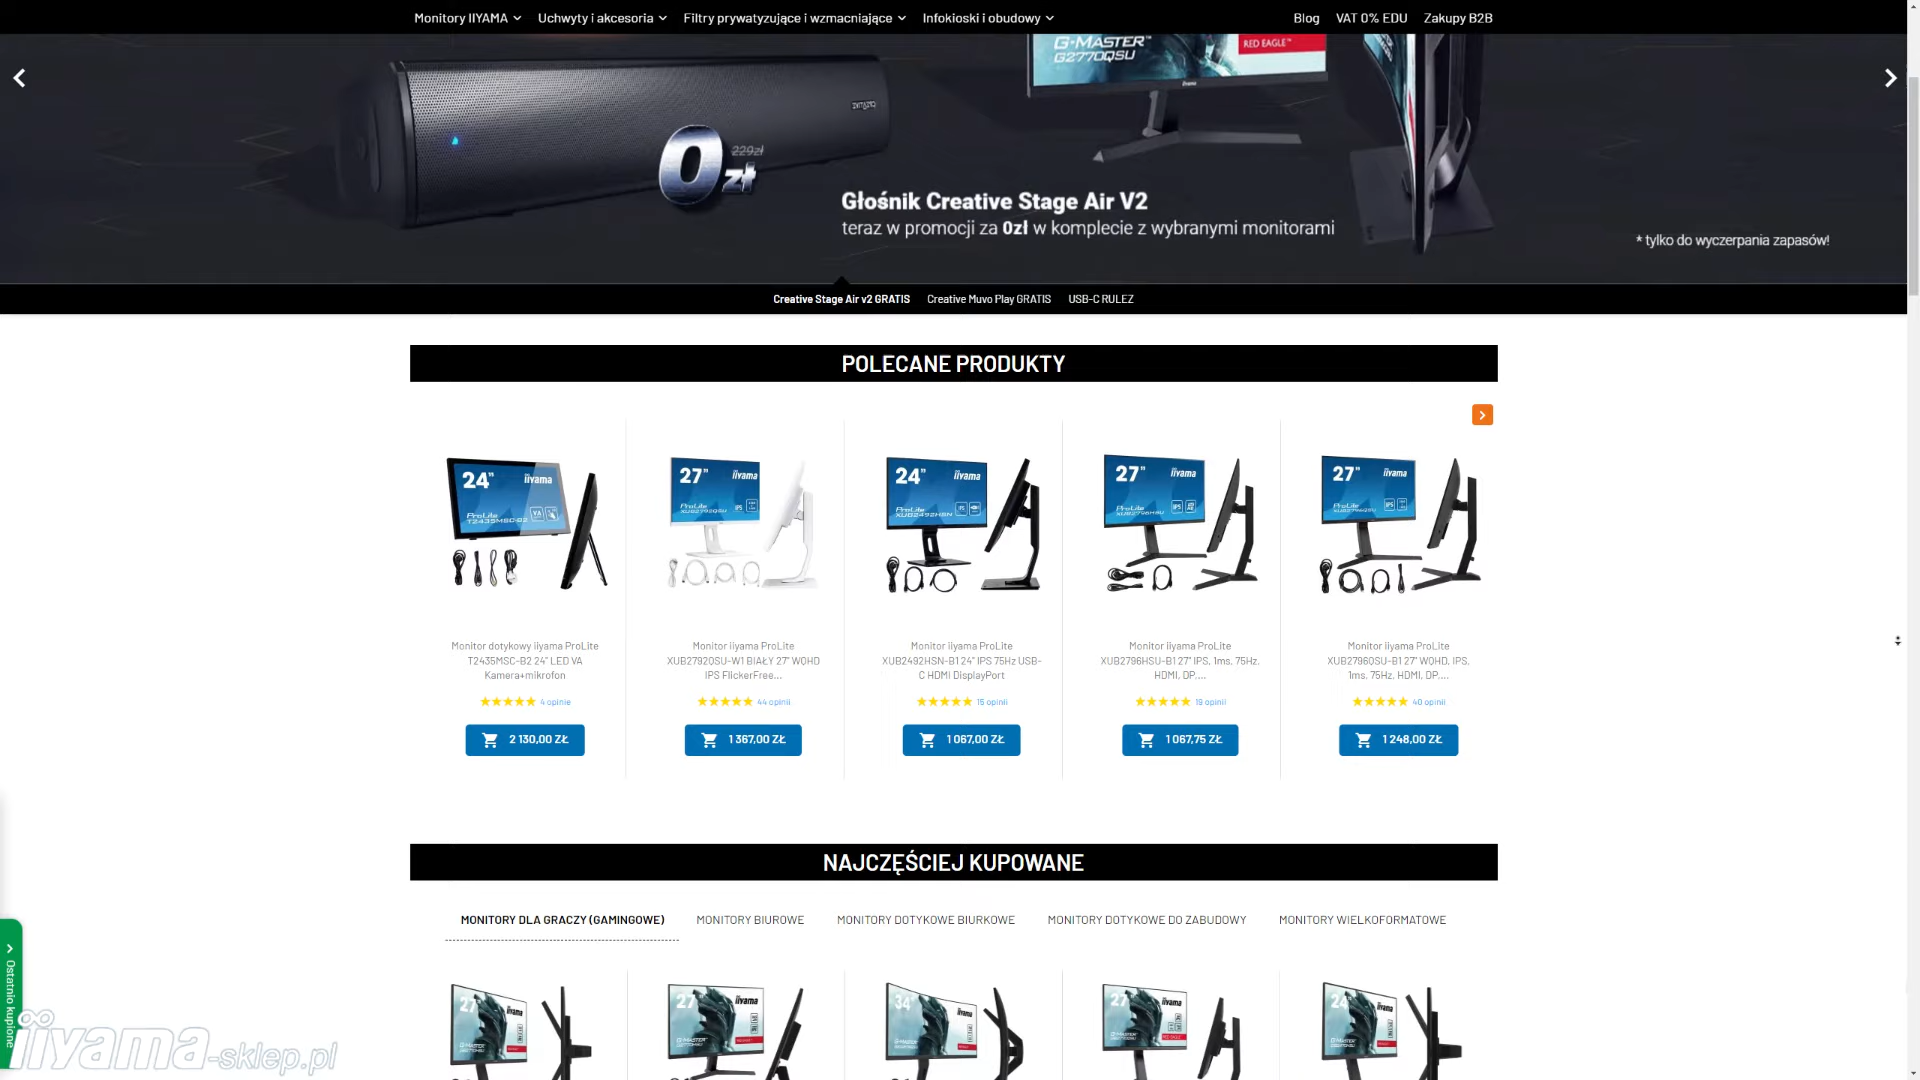 Monitory IIYAMA Uchwyty i akcesoria Filtry prywatyzujące i wzmacniające Infokioski i obudowy Blog VAT 0% EDU Zakupy B2B
G-MASTER
G2770QSU
RED EAGLE™
iiyama
CREATIVE
229zł
0 zł
Głośnik Creative Stage Air V2
teraz w promocji za 0zł w komplecie z wybranymi monitorami
* tylko do wyczerpania zapasów!
Creative Stage Air v2 GRATIS Creative Muvo Play GRATIS USB-C RULEZ
POLECANE PRODUKTY
24" iiyama
ProLite
T2435MSC-B2
VA
27" iiyama
ProLite
XUB2792QSU
IPS
24" iiyama
ProLite
XUB2492HSN
IPS
27" iiyama
ProLite
XUB2796HSU
IPS
27" iiyama
ProLite
XUB2796QSU
IPS
Monitor dotykowy iiyama ProLite
T2435MSC-B2 24" LED VA
Kamera+mikrofon
4 opinie
2 130,00 ZŁ
Monitor iiyama ProLite
XUB2792QSU-W1 BIAŁY 27" WQHD
IPS FlickerFree...
44 opinii
1 367,00 ZŁ
Monitor iiyama ProLite
XUB2492HSN-B1 24" IPS 75Hz USB-
C HDMI DisplayPort
15 opinii
1 067,00 ZŁ
Monitor iiyama ProLite
XUB2796HSU-B1 27" IPS, 1ms, 75Hz,
HDMI, DP,...
19 opinii
1 067,75 ZŁ
Monitor iiyama ProLite
XUB2796QSU-B1 27" WQHD, IPS,
1ms, 75Hz, HDMI, DP,...
40 opinii
1 248,00 ZŁ
NAJCZĘŚCIEJ KUPOWANE
MONITORY DLA GRACZY (GAMINGOWE) MONITORY BIUROWE MONITORY DOTYKOWE BIURKOWE MONITORY DOTYKOWE DO ZABUDOWY MONITORY WIELKOFORMATOWE
27" iiyama
G-MASTER
27" iiyama
G-MASTER
34" iiyama
G-MASTER
27" iiyama
G-MASTER
24" iiyama
G-MASTER
Ostatnio kupione
iiyama-sklep.pl